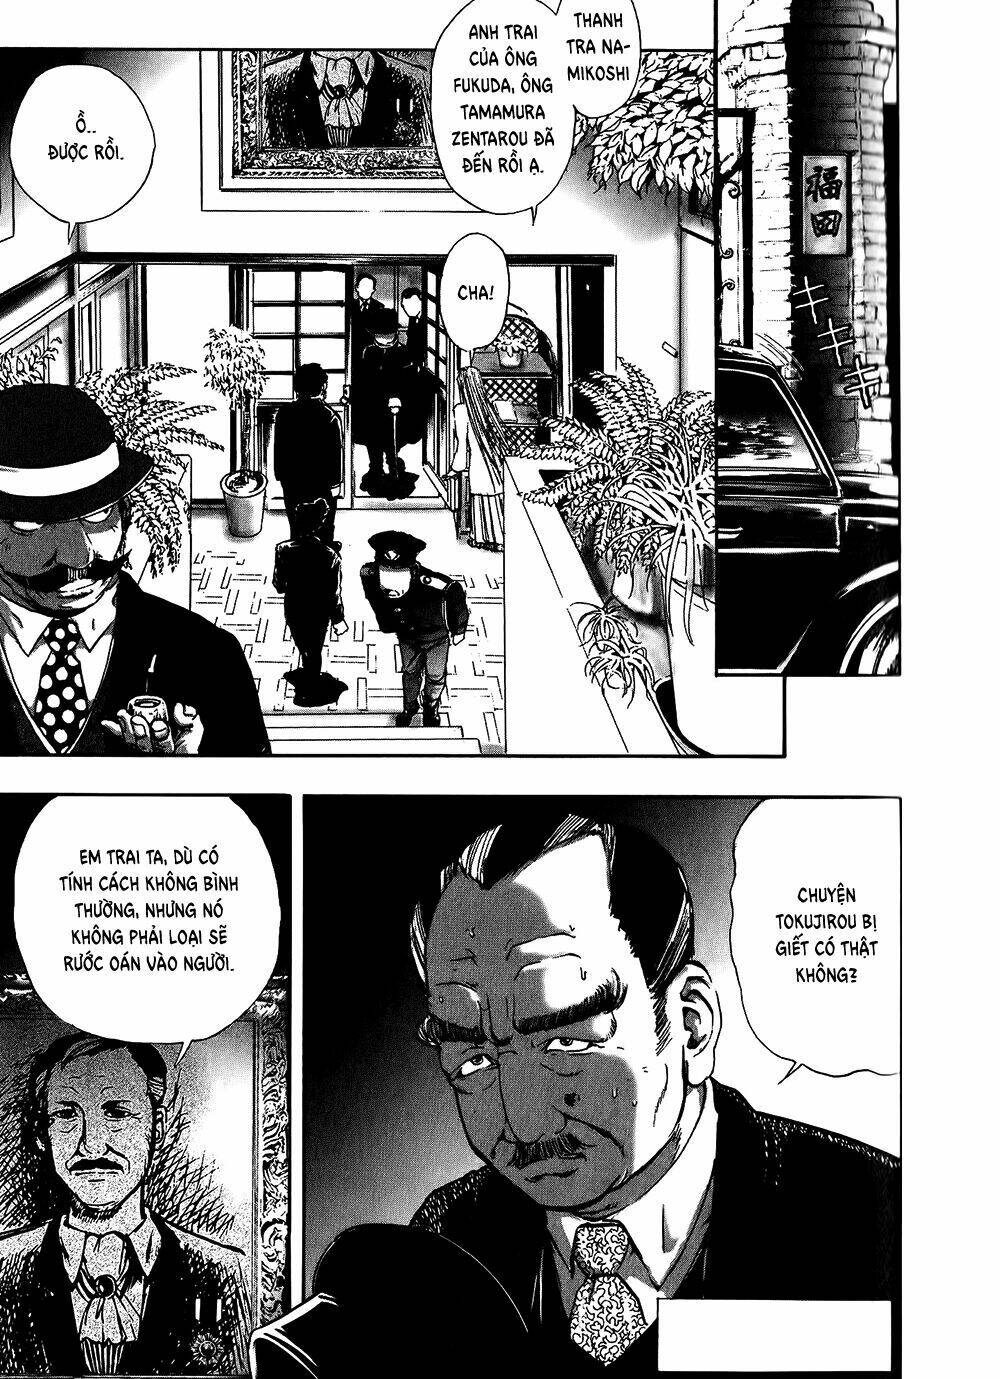 福田
キキキキ
THANH
TRA NA-
MIKOSHI
ANH TRAI
CỦA ÔNG
FUKUDA, ÔNG
TAMAMURA
ZENTAROU ĐÃ
ĐẾN RỒI Ạ.
Ồ..
ĐƯỢC RỒI.
CHA!
CHUYỆN
TOKUJIROU BỊ
GIẾT CÓ THẬT
KHÔNG?
EM TRAI TA, DÙ CÓ
TÍNH CÁCH KHÔNG BÌNH
THƯỜNG, NHƯNG NÓ
KHÔNG PHẢI LOẠI SẼ
RƯỚC OÁN VÀO NGƯỜI.